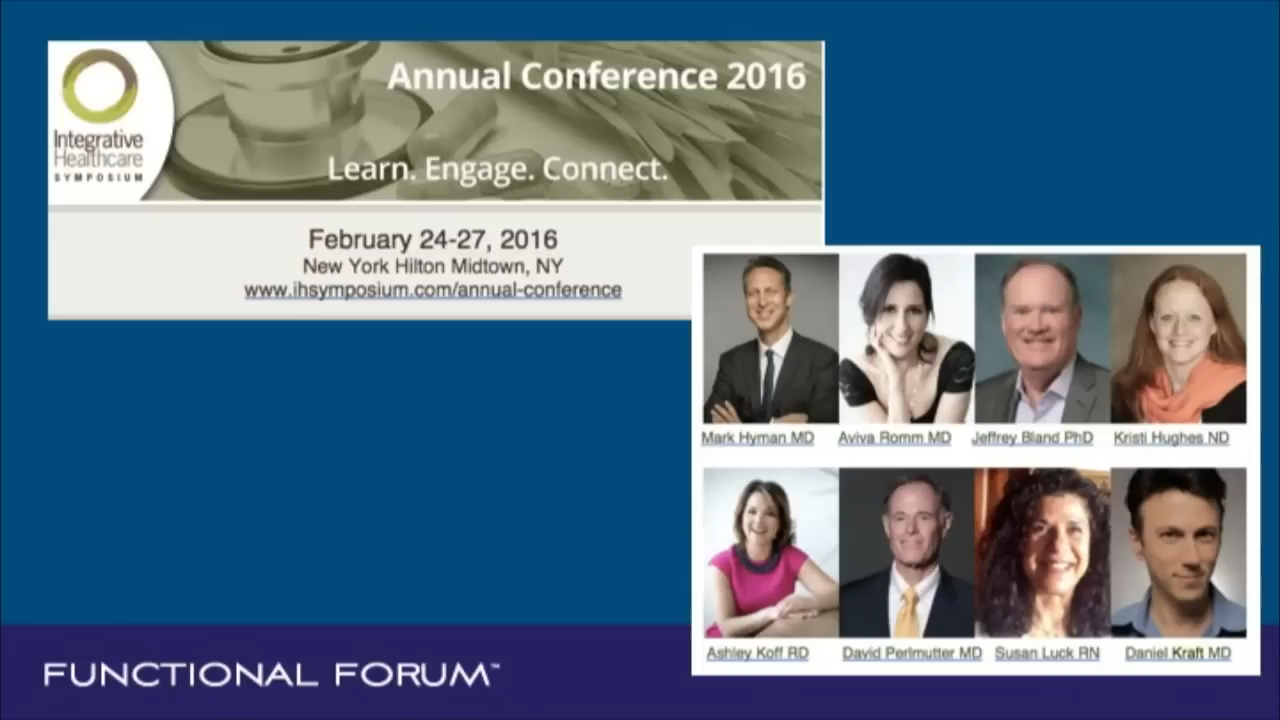 Annual Conference 2016
Integrative
Healthcare
SYMPOSIUM
Learn. Engage. Connect.
February 24-27, 2016
New York Hilton Midtown, NY
www.ihsymposium.com/annual-conference
Mark Hyman MD Aviva Romm MD Jeffrey Bland PhD Kristi Hughes ND
Ashley Koff RD David Perlmutter MD Susan Luck RN Daniel Kraft MD
FUNCTIONAL FORUM™